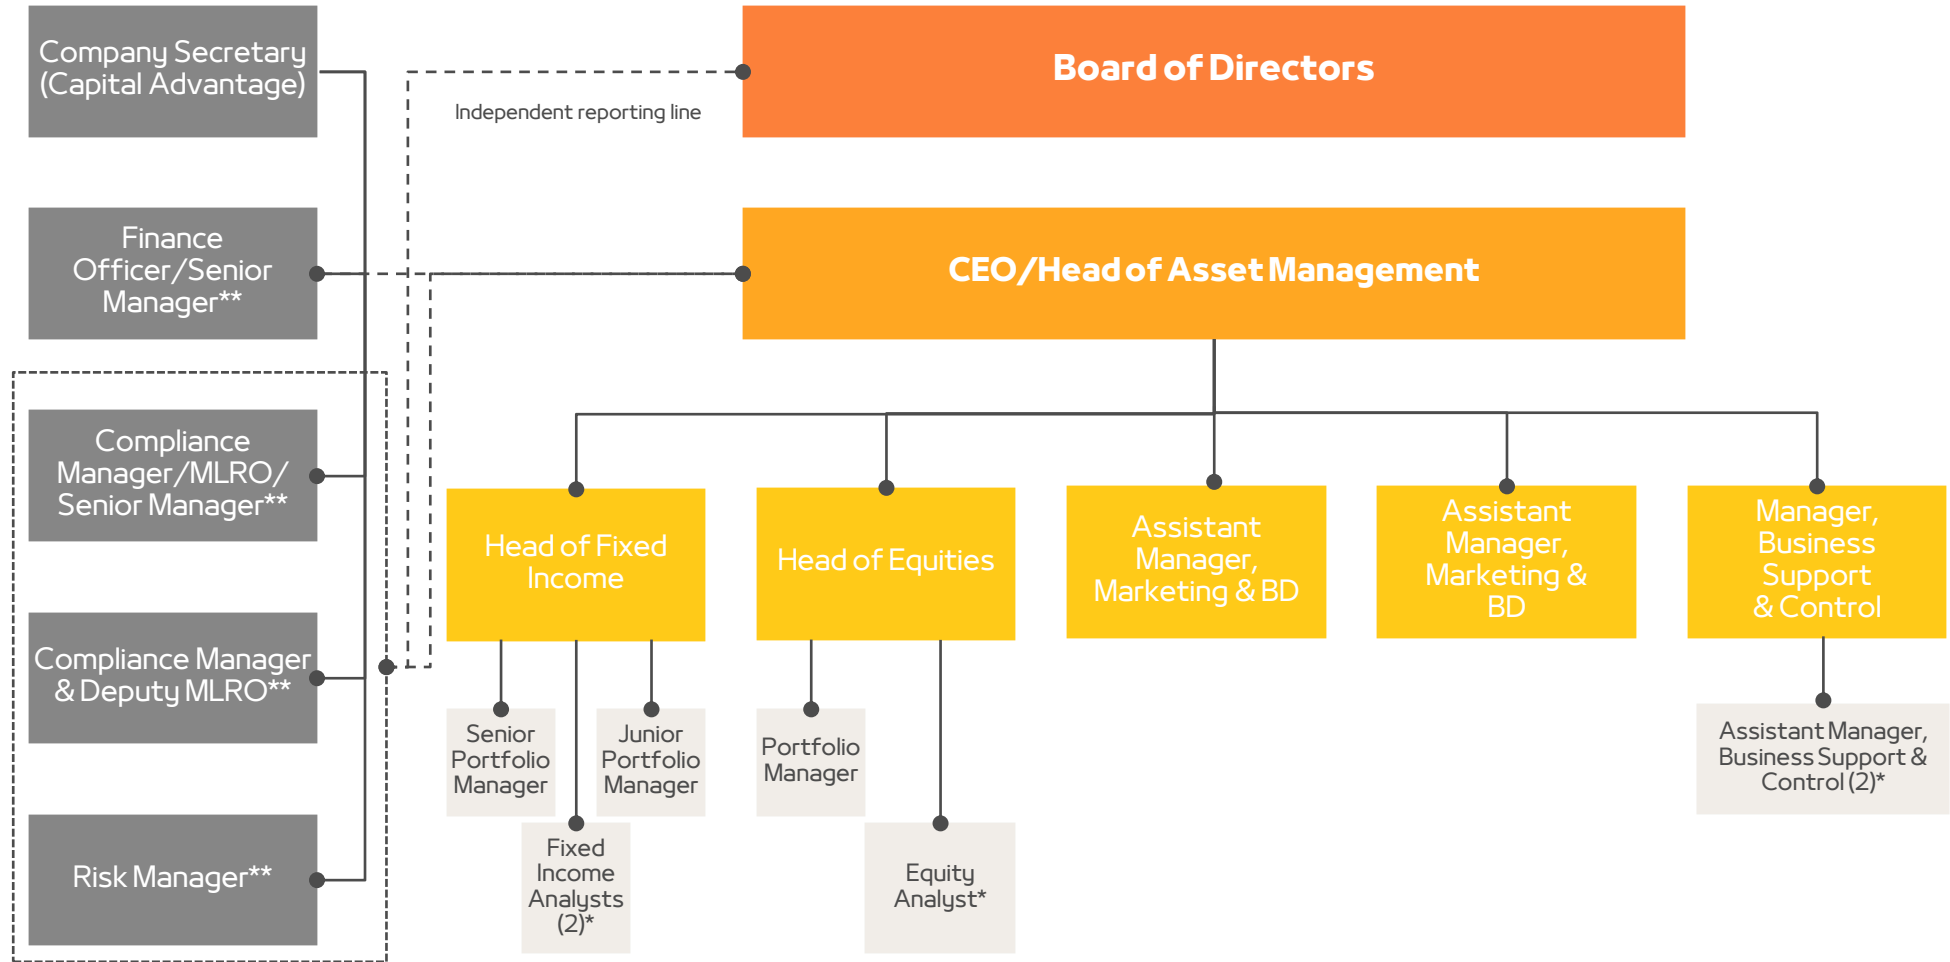 Company Secretary
(Capital Advantage)
Board of Directors
Independent reporting line
Finance
Officer/Senior
Manager**
CEO/Head of Asset Management
Compliance
Manager/MLRO/
Senior Manager**
Compliance Manager
& Deputy MLRO**
Risk Manager**
Head of Fixed
Income
Head of Equities
Assistant
Manager,
Marketing & BD
Assistant
Manager,
Marketing &
BD
Manager,
Business
Support
& Control
Senior
Portfolio
Manager
Junior
Portfolio
Manager
Portfolio
Manager
Assistant Manager,
Business Support &
Control (2)*
Fixed
Income
Analysts
(2)*
Equity
Analyst*